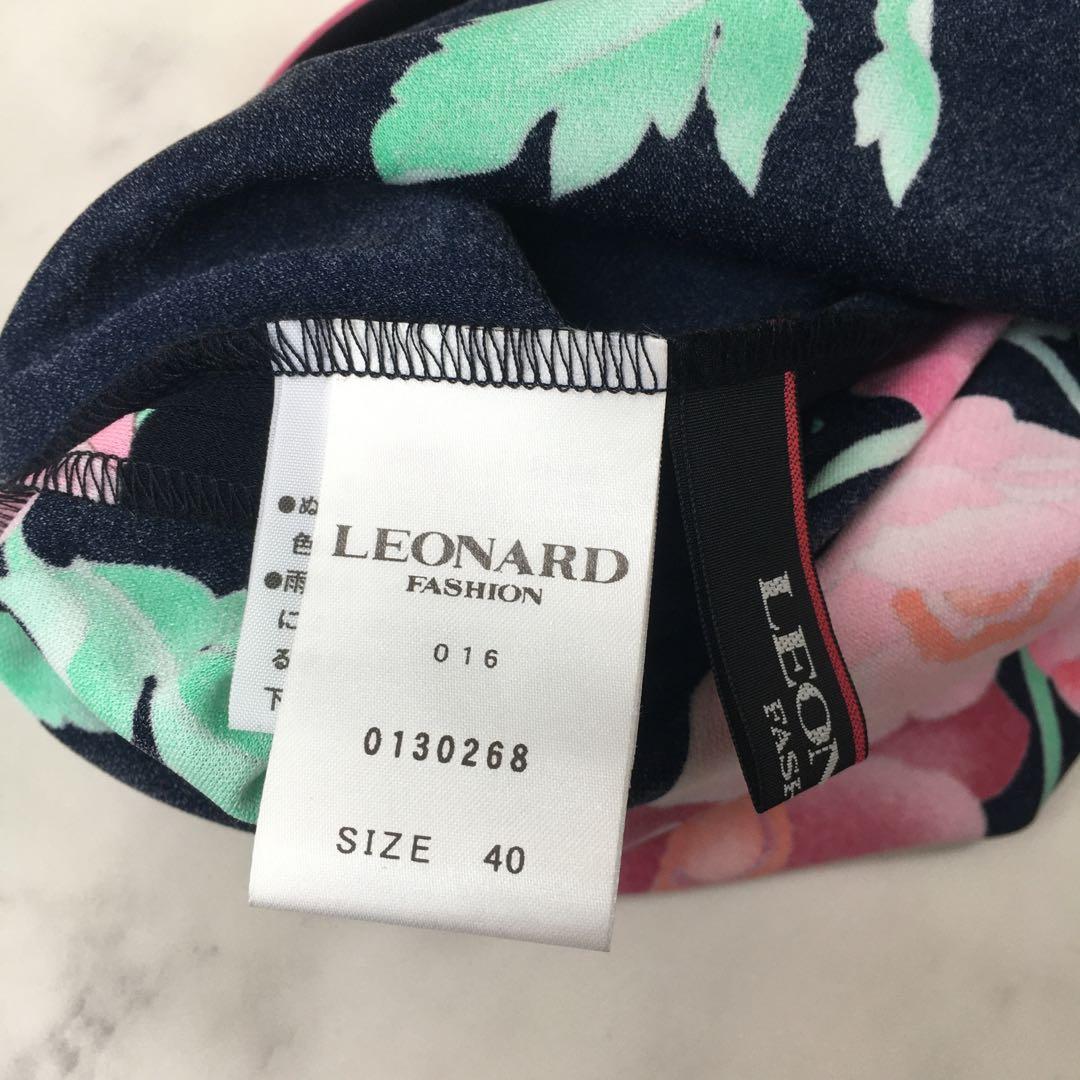 ●ぬ
色
●雨
に
る
下
LEONARD
FASHION
016
0130268
SIZE 40
LEON
FASH